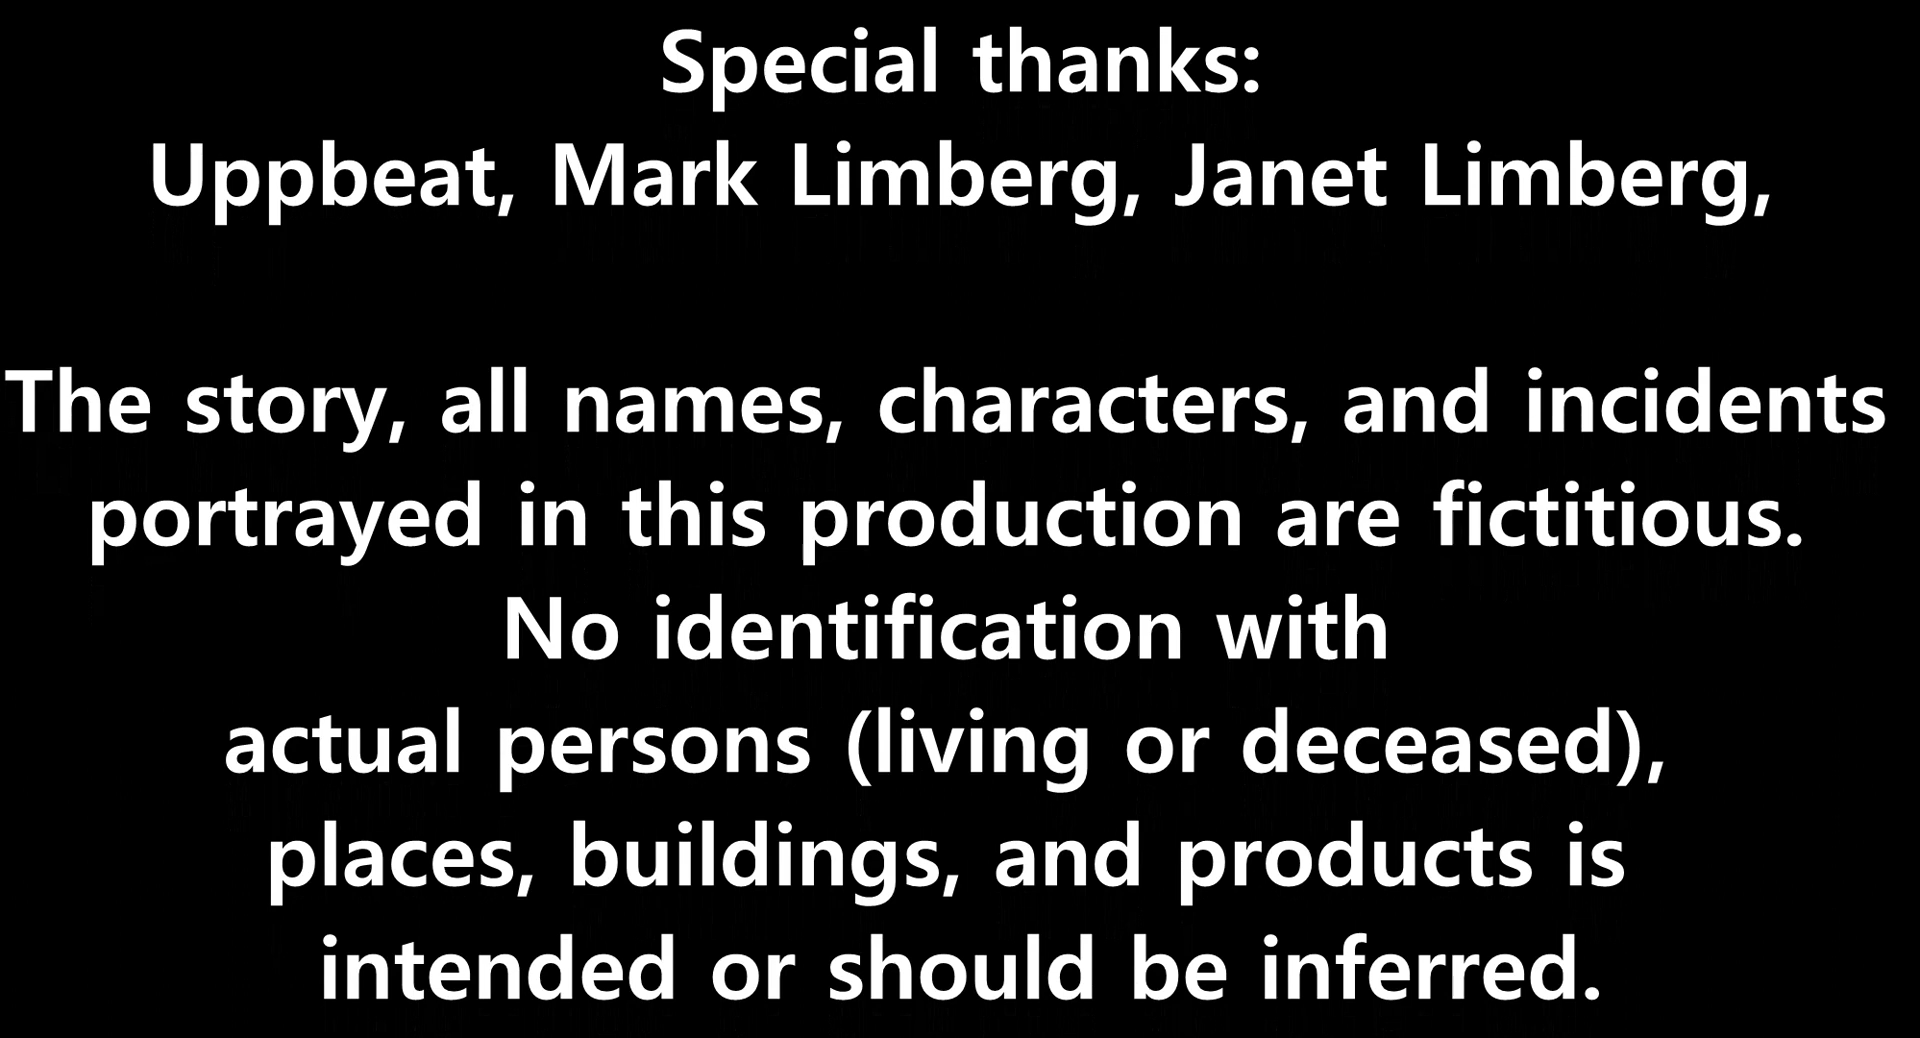 Special thanks:
Uppbeat, Mark Limberg, Janet Limberg,
The story, all names, characters, and incidents
portrayed in this production are fictitious.
No identification with
actual persons (living or deceased),
places, buildings, and products is
intended or should be inferred.